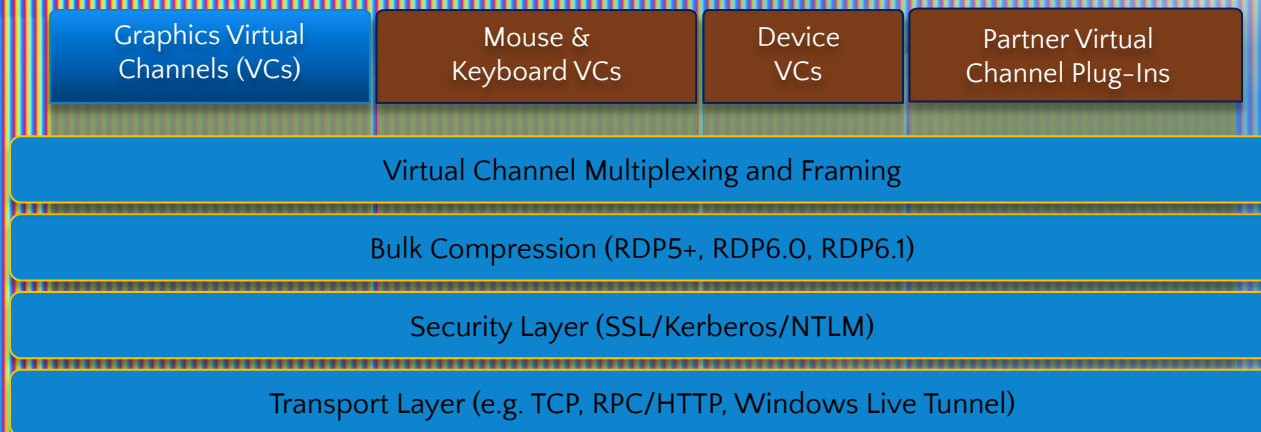 Graphics Virtual
Channels (VCs)
Mouse &
Keyboard VCs
Device
VCs
Partner Virtual
Channel Plug-Ins
Virtual Channel Multiplexing and Framing
Bulk Compression (RDP5+, RDP6.0, RDP6.1)
Security Layer (SSL/Kerberos/NTLM)
Transport Layer (e.g. TCP, RPC/HTTP, Windows Live Tunnel)